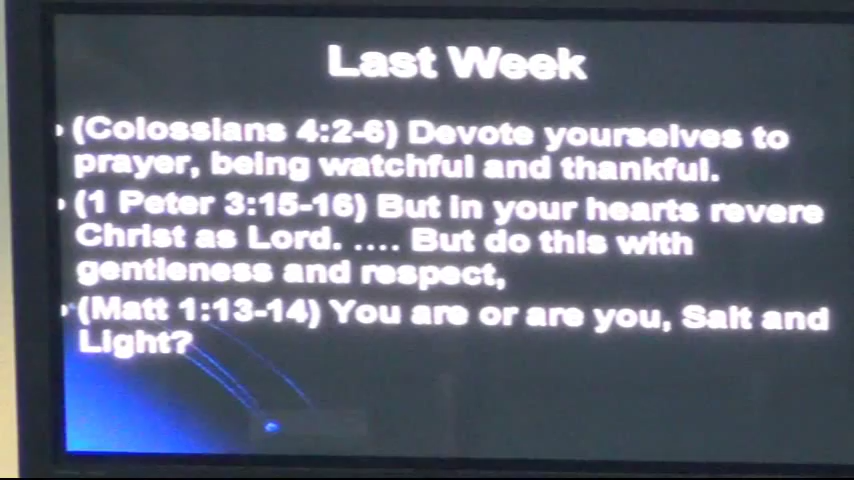 Last Week
(Colossians 4:2-6) Devote yourselves to
prayer, being watchful and thankful.
(1 Peter 3:15-16) But in your hearts revere
Christ as Lord. .... But do this with
gentleness and respect,
(Matt 1:13-14) You are or are you, Salt and
Light?